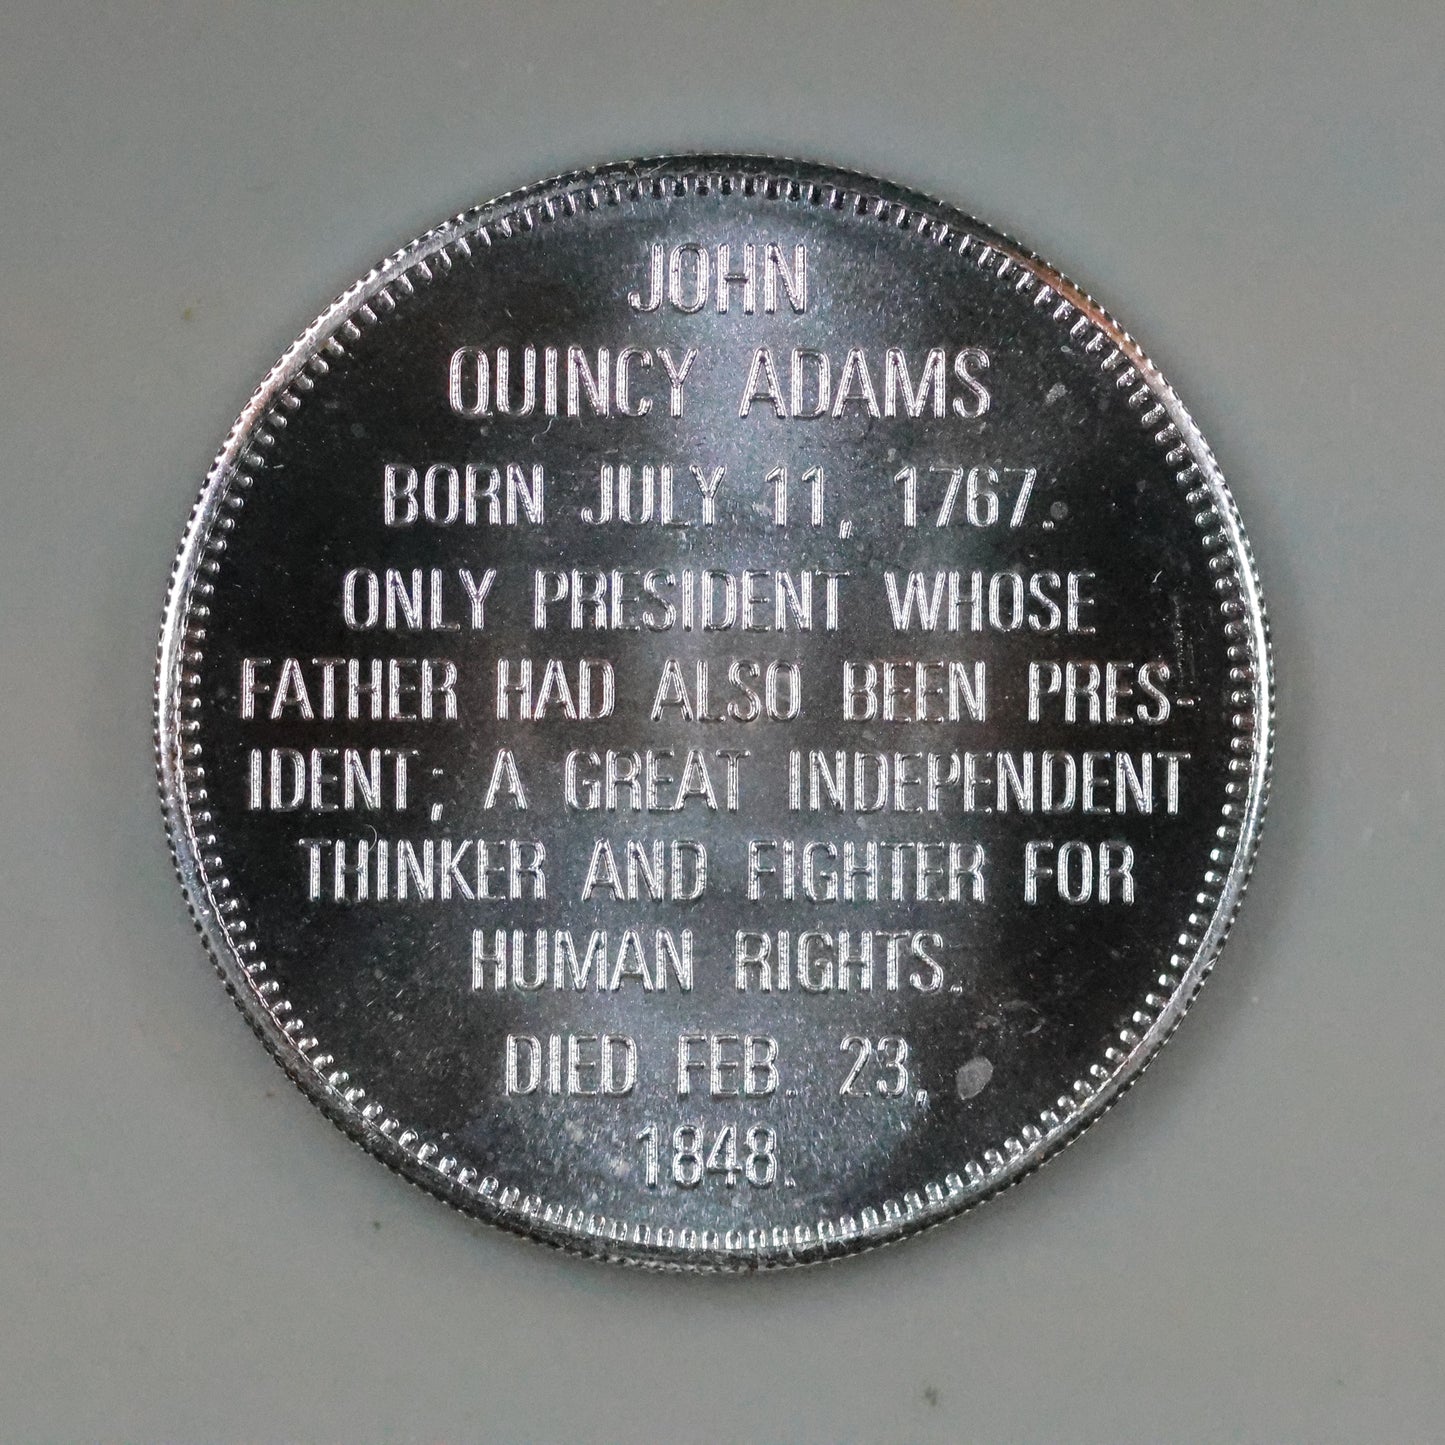 JOHN
QUINCY ADAMS
BORN JULY 11, 1767.
ONLY PRESIDENT WHOSE
FATHER HAD ALSO BEEN PRES-
IDENT; A GREAT INDEPENDENT
THINKER AND FIGHTER FOR
HUMAN RIGHTS.
DIED FEB. 23,
1848.